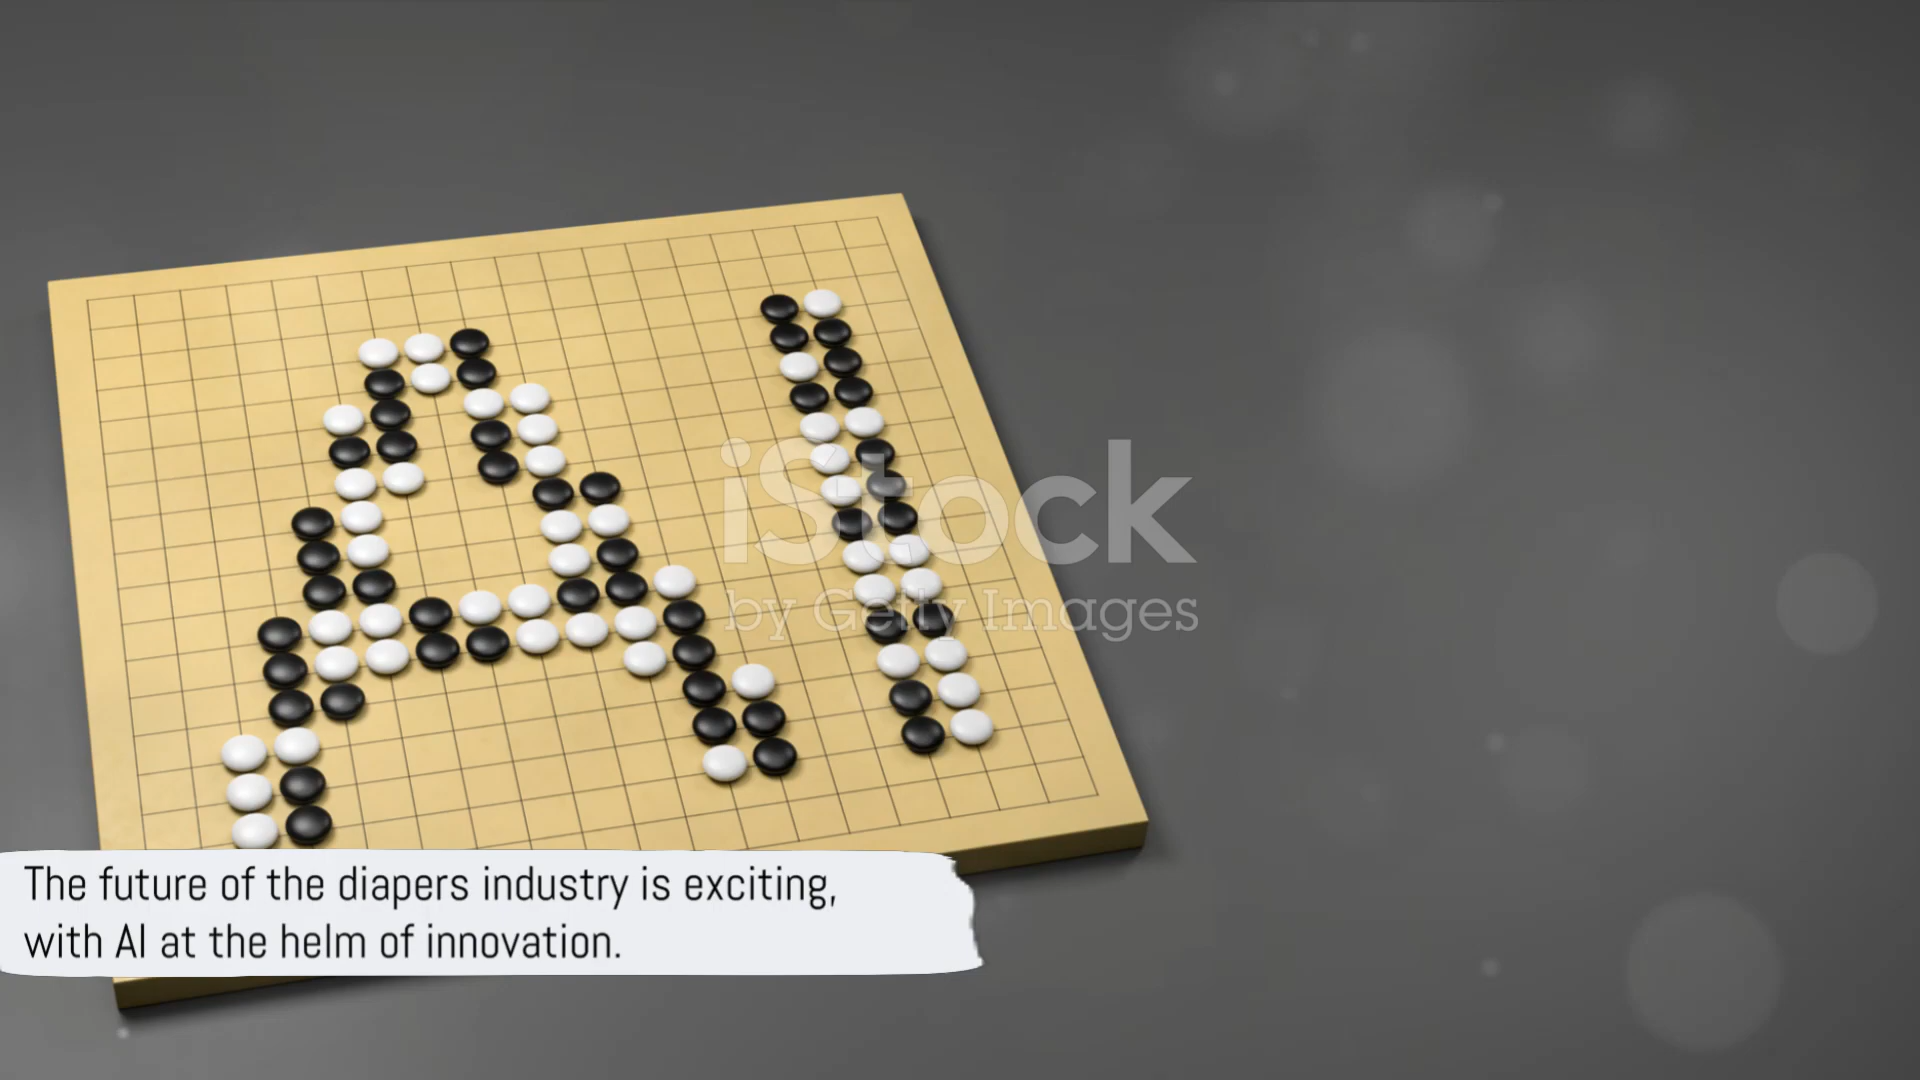 AI
iStock
by Getty Images
The future of the diapers industry is exciting,
with AI at the helm of innovation.